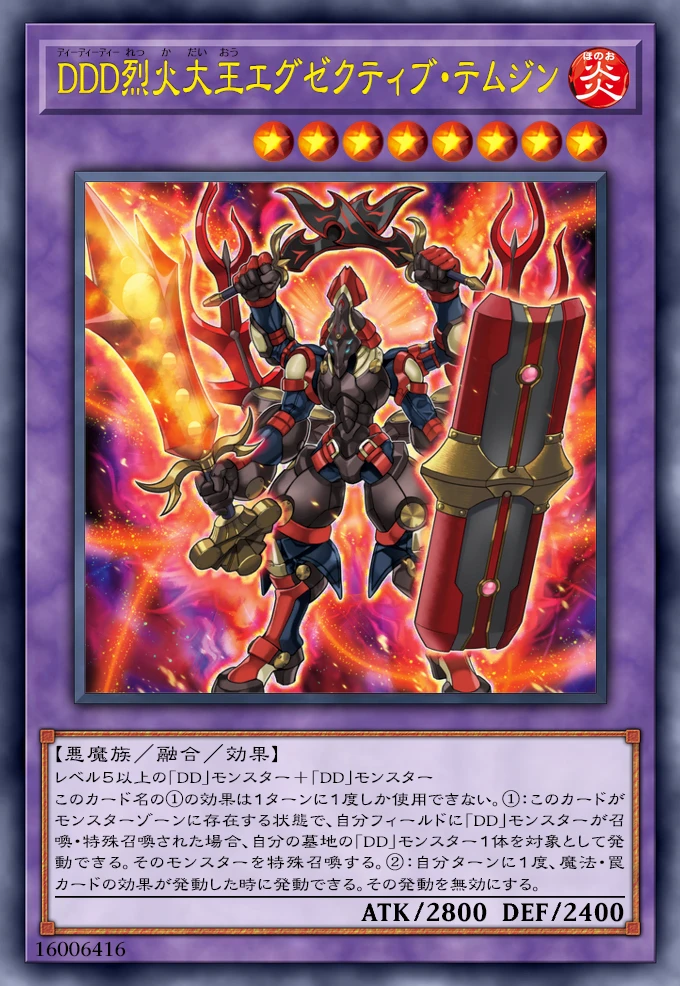 ディーディーディー れっ か だい おう
DDD烈火大王エグゼクティブ・テムジン
ほのお
炎
【悪魔族／融合／効果】
レベル5以上の「DD」モンスター＋「DD」モンスター
このカード名の①の効果は1ターンに1度しか使用できない。①：このカードが
モンスターゾーンに存在する状態で、自分フィールドに「DD」モンスターが召
喚・特殊召喚された場合、自分の墓地の「DD」モンスター1体を対象として発
動できる。そのモンスターを特殊召喚する。②：自分ターンに1度、魔法・罠
カードの効果が発動した時に発動できる。その発動を無効にする。
ATK/2800 DEF/2400
16006416